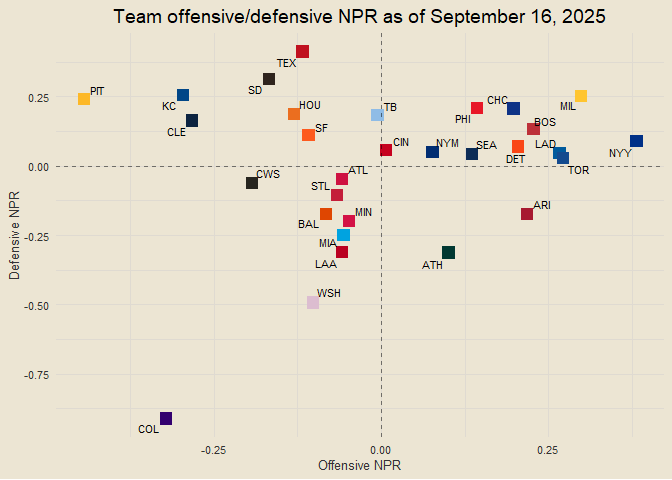 Team offensive/defensive NPR as of September 16, 2025
TEX
SD
PIT
KC
CLE
HOU
SF
TB
CIN
NYM
SEA
PHI
CHC
MIL
BOS
LAD
DET
TOR
NYY
CWS
ATL
STL
BAL
MIN
MIA
LAA
ARI
ATH
WSH
COL
0.25
0.00
-0.25
-0.50
-0.75
Defensive NPR
-0.25
0.00
0.25
Offensive NPR